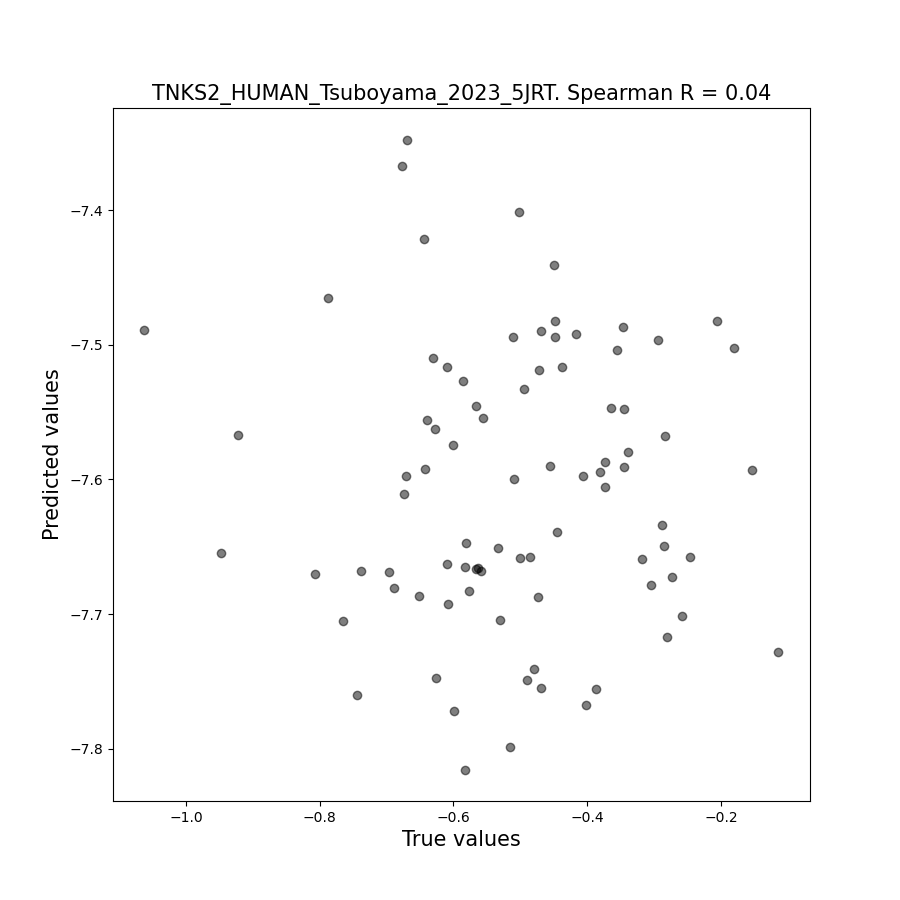 TNKS2_HUMAN_Tsuboyama_2023_5JRT. Spearman R = 0.04
−7.4
−7.5
−7.6
−7.7
−7.8
Predicted values
−1.0 −0.8 −0.6 −0.4 −0.2
True values